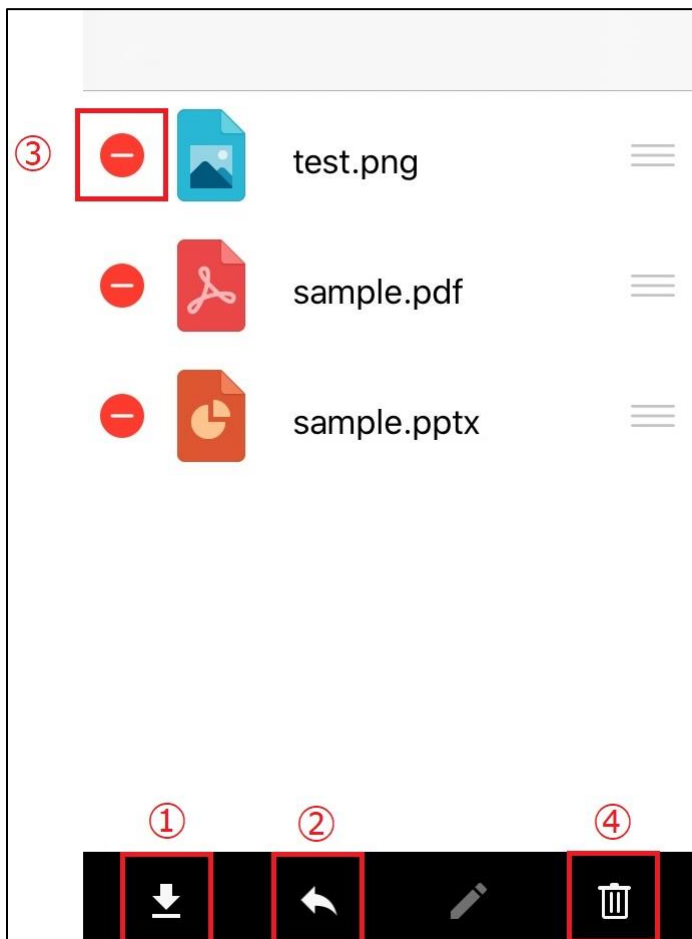 ③ test.png
sample.pdf
sample.pptx
① ② ④